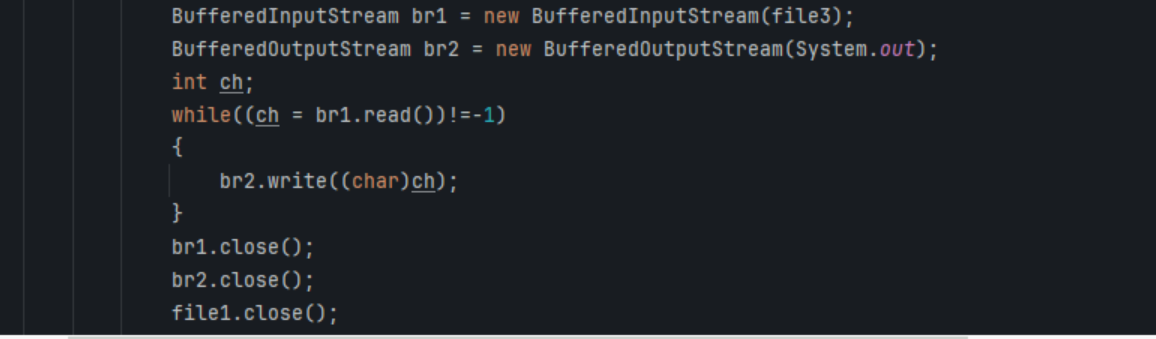 BufferedInputStream br1 = new BufferedInputStream(file3);
BufferedOutputStream br2 = new BufferedOutputStream(System.out);
int ch;
while((ch = br1.read())!=-1)
{
br2.write((char)ch);
}
br1.close();
br2.close();
file1.close();